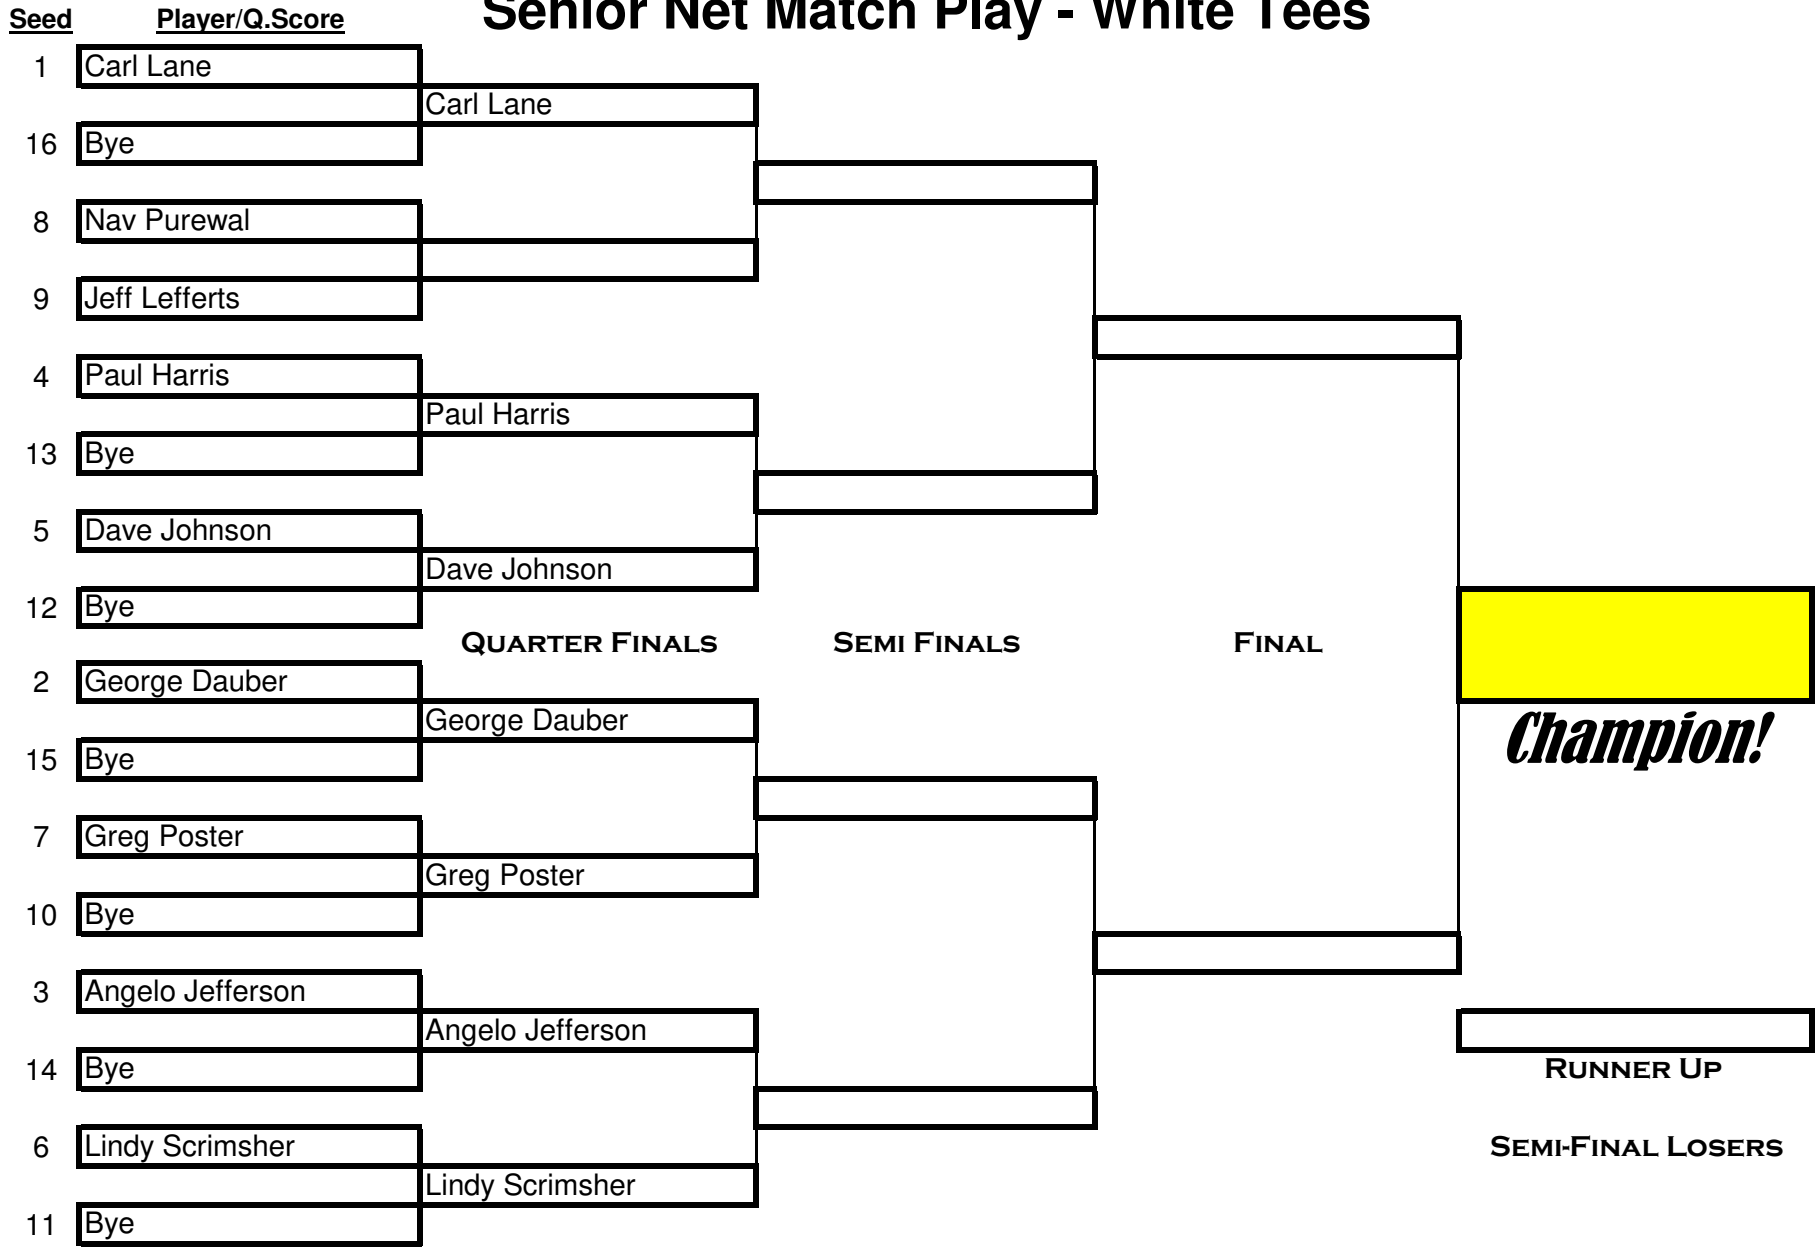 Senior Net Match Play - White Tees
Seed Player/Q.Score
1 Carl Lane
Carl Lane
16 Bye
8 Nav Purewal
9 Jeff Lefferts
4 Paul Harris
Paul Harris
13 Bye
5 Dave Johnson
Dave Johnson
12 Bye
QUARTER FINALS SEMI FINALS FINAL
2 George Dauber
George Dauber
Champion!
15 Bye
7 Greg Poster
Greg Poster
10 Bye
3 Angelo Jefferson
Angelo Jefferson
14 Bye
RUNNER UP
6 Lindy Scrimsher
SEMI-FINAL LOSERS
Lindy Scrimsher
11 Bye